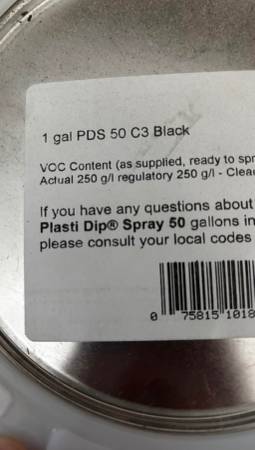 1 gal PDS 50 C3 Black
VOC Content (as supplied, ready to spr
Actual 250 g/l regulatory 250 g/l - Clea
If you have any questions about
Plasti Dip® Spray 50 gallons in
please consult your local codes
0 75815 1018